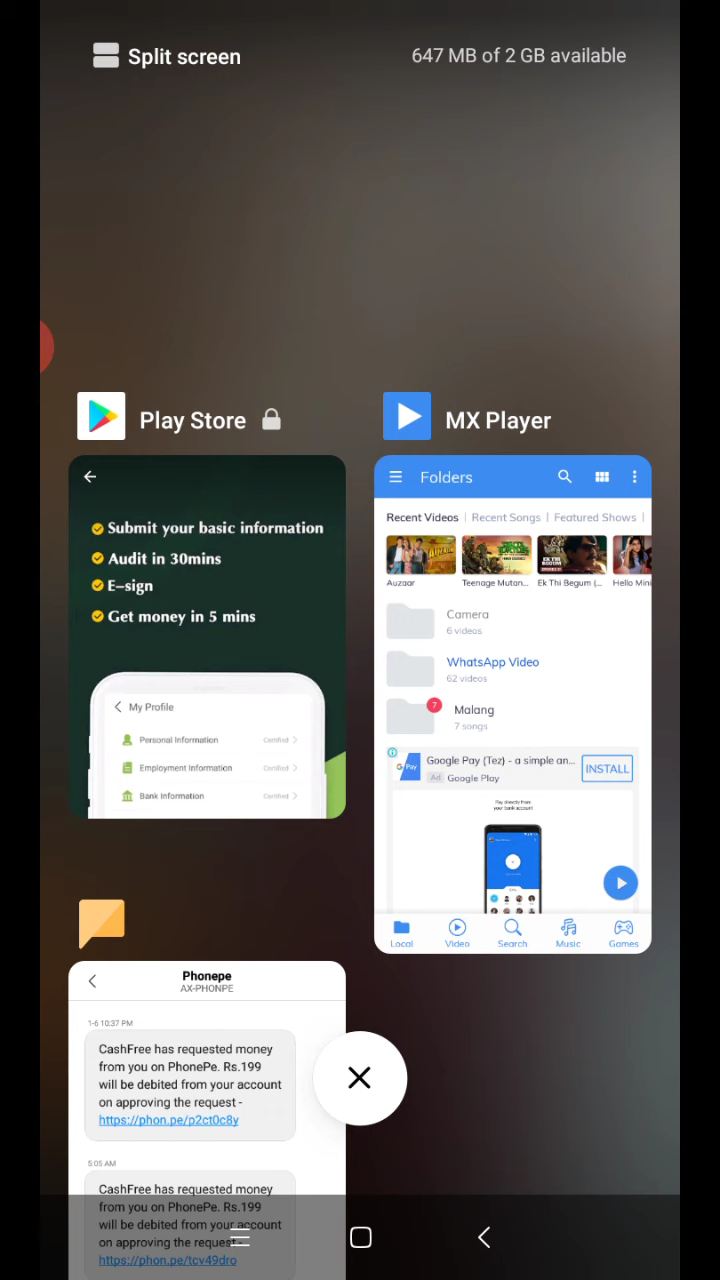 Split screen
647 MB of 2 GB available
Play Store
Submit your basic information
Audit in 30mins
E-sign
Get money in 5 mins
My Profile
Personal Information
Certified
Employment Information
Certified
Bank Information
Certified
MX Player
Folders
Recent Videos | Recent Songs | Featured Shows |
Auzaar
Teenage Mutan...
Ek Thi Begum (...
Hello Mini
Camera
6 videos
WhatsApp Video
62 videos
7
Malang
7 songs
G Pay
Google Pay (Tez) - a simple an...
Ad Google Play
INSTALL
Pay directly from
your bank account
Local
Video
Search
Music
Games
Phonepe
AX-PHONPE
1-6 10:37 PM
CashFree has requested money
from you on PhonePe. Rs.199
will be debited from your account
on approving the request -
https://phon.pe/p2ct0c8y
5:05 AM
CashFree has requested money
from you on PhonePe. Rs.199
will be debited from your account
on approving the request -
https://phon.pe/tcv49dro